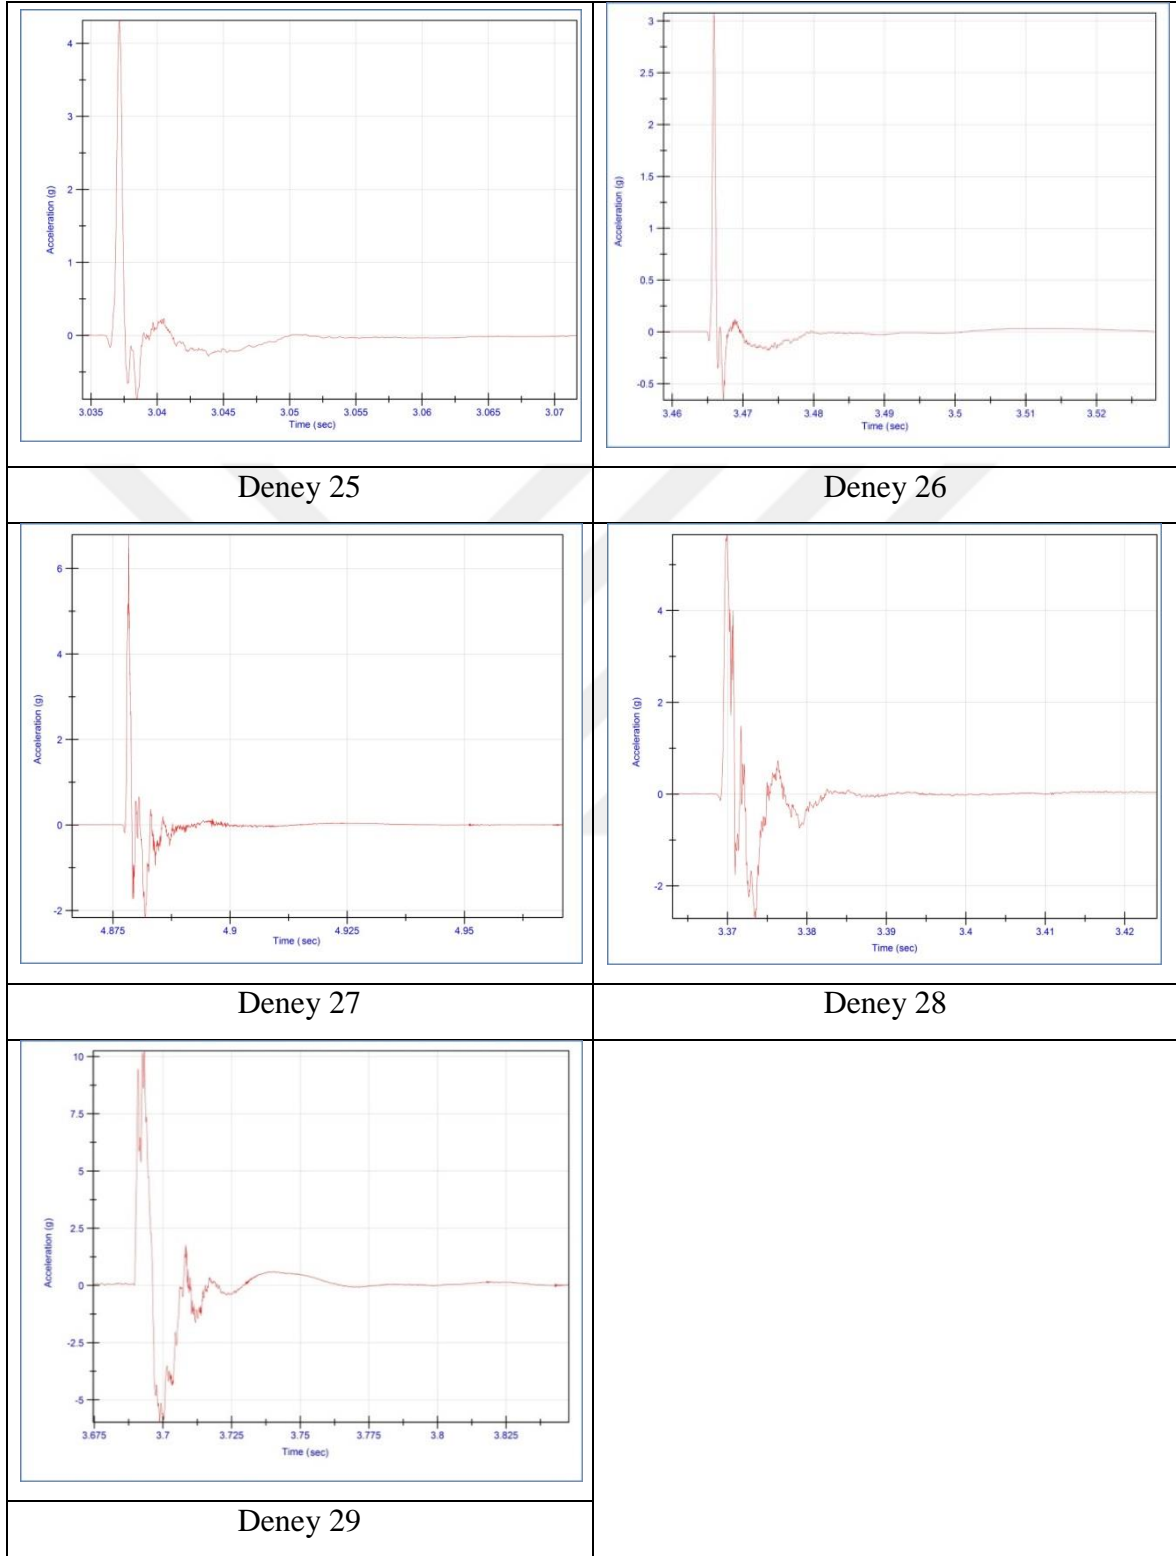 Acceleration (g)
4
3
2
1
0
3.035 3.04 3.045 3.05 3.055 3.06 3.065 3.07
Time (sec)
Deney 25
Acceleration (g)
3
2.5
2
1.5
1
0.5
0
-0.5
3.46 3.47 3.48 3.49 3.5 3.51 3.52
Time (sec)
Deney 26
Acceleration (g)
6
4
2
0
-2
4.875 4.9 4.925 4.95
Time (sec)
Deney 27
Acceleration (g)
4
2
0
-2
3.37 3.38 3.39 3.4 3.41 3.42
Time (sec)
Deney 28
Acceleration (g)
10
7.5
5
2.5
0
-2.5
-5
3.675 3.7 3.725 3.75 3.775 3.8 3.825
Time (sec)
Deney 29